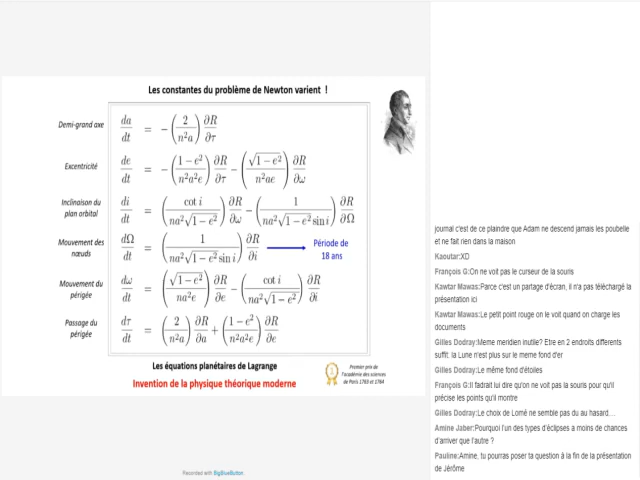 Les constantes du problème de Newton varient !
Demi-grand axe
da/dt = −(2/n²a) ∂R/∂τ
Excentricité
de/dt = −((1−e²)/n²a²e) ∂R/∂τ − (√(1−e²)/n²ae) ∂R/∂ω
Inclinaison du
plan orbital
di/dt = (cot i/na²√(1−e²)) ∂R/∂ω − (1/na²√(1−e²) sin i) ∂R/∂Ω
Mouvement des
nœuds
dΩ/dt = (1/na²√(1−e²) sin i) ∂R/∂i
Période de
18 ans
Mouvement du
périgée
dω/dt = (√(1−e²)/na²e) ∂R/∂e − (cot i/na²√(1−e²)) ∂R/∂i
Passage du
périgée
dτ/dt = (2/n²a) ∂R/∂a + ((1−e²)/n²a²e) ∂R/∂e
Les équations planétaires de Lagrange
Invention de la physique théorique moderne
Premier prix de
l'académie des sciences
de Paris 1763 et 1764
Recorded with BigBlueButton.
journal c'est de ce plaindre que Adam ne descend jamais les poubelle
et ne fait rien dans la maison
Kaoutar:XD
François G:On ne voit pas le curseur de la souris
Kawtar Mawas:Parce c'est un partage d'écran, il n'a pas téléchargé la
présentation ici
Kawtar Mawas:Le petit point rouge on le voit quand on charge les
documents
Gilles Dodray:Meme meridien inutile? Etre en 2 endroits differents
suffit. la Lune n'est plus sur le meme fond d'er
Gilles Dodray:Le même fond d'étoiles
François G:Il fadrait lui dire qu'on ne voit pas la souris pour qu'il
précise les points qu'il montre
Gilles Dodray:Le choix de Lomé ne semble pas du au hasard....
Amine Jaber:Pourquoi l'un des types d'éclipses a moins de chances
d'arriver que l'autre ?
Pauline:Amine, tu pourras poser ta question à la fin de la présentation
de Jérôme